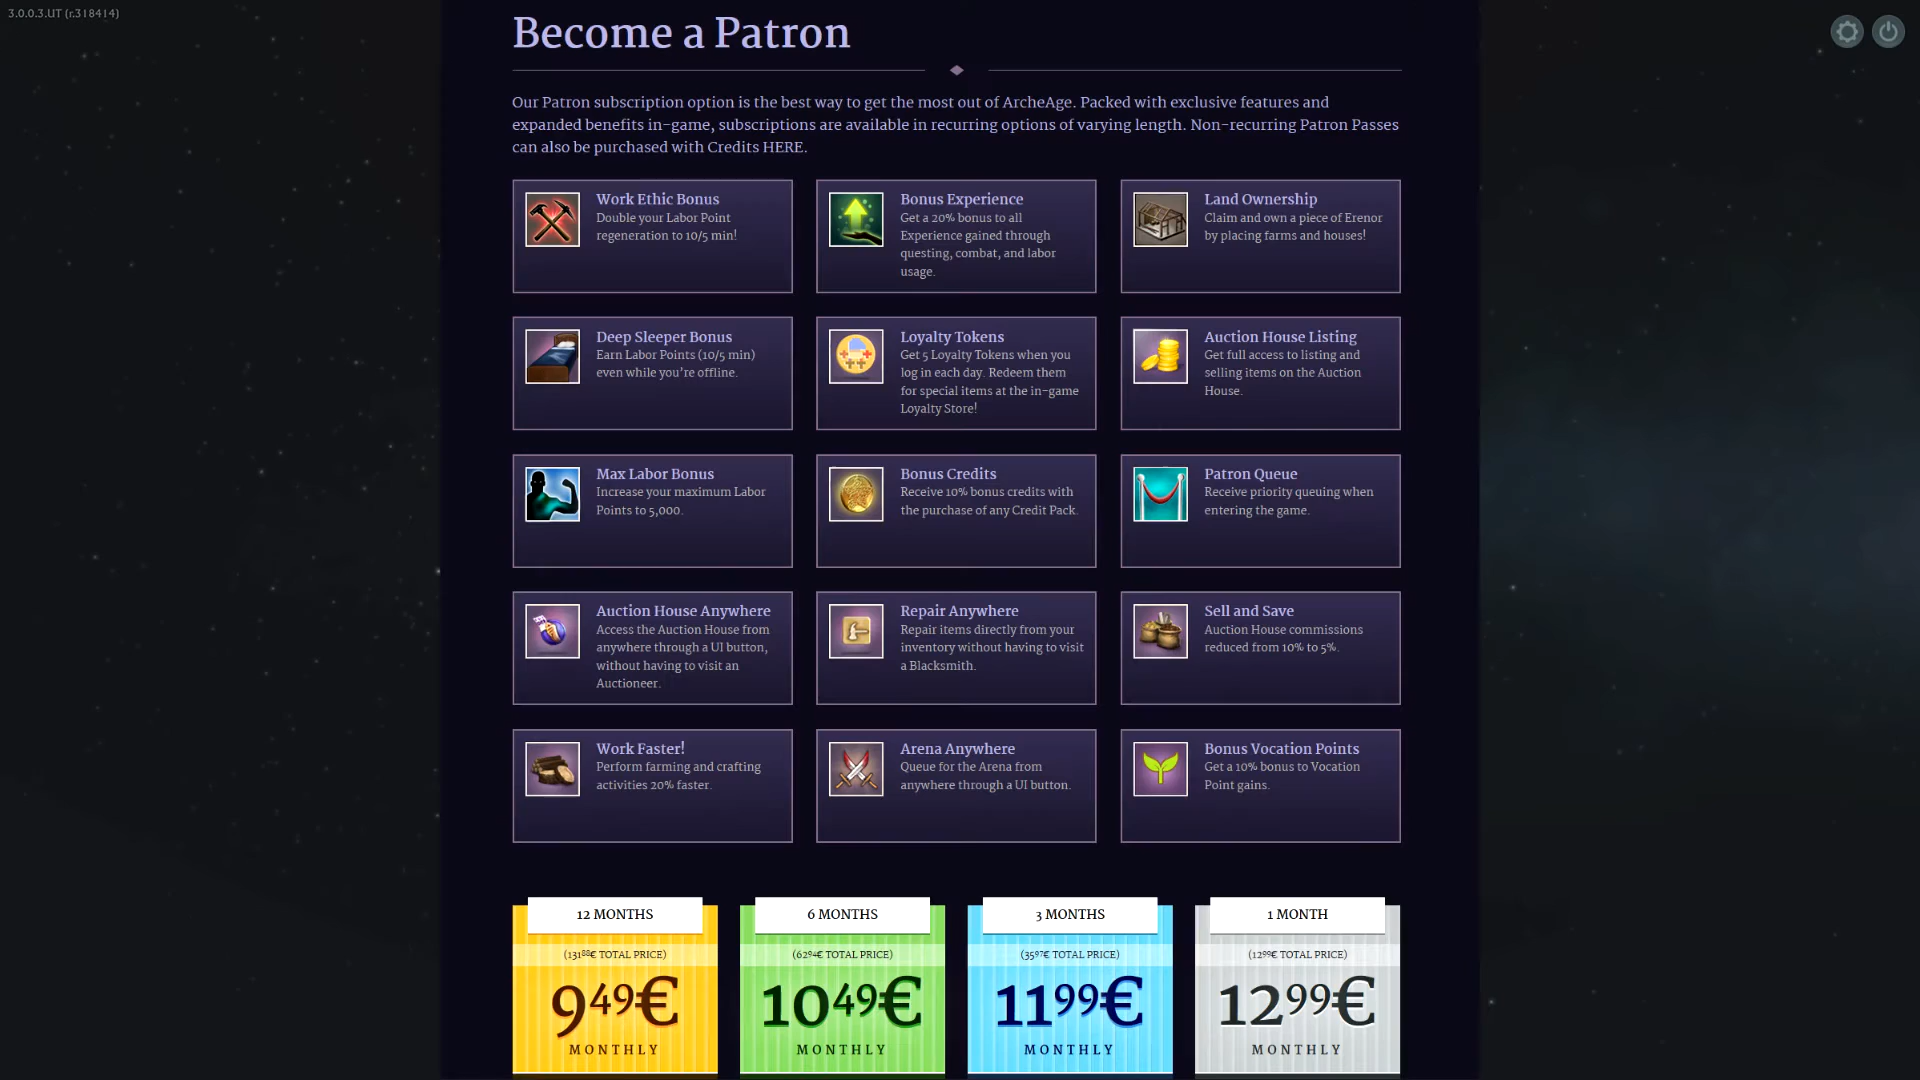 3.0.0.3.UT (r.318414)
Become a Patron
Our Patron subscription option is the best way to get the most out of ArcheAge. Packed with exclusive features and
expanded benefits in-game, subscriptions are available in recurring options of varying length. Non-recurring Patron Passes
can also be purchased with Credits HERE.
Work Ethic Bonus
Double your Labor Point
regeneration to 10/5 min!
Bonus Experience
Get a 20% bonus to all
Experience gained through
questing, combat, and labor
usage.
Land Ownership
Claim and own a piece of Erenor
by placing farms and houses!
Deep Sleeper Bonus
Earn Labor Points (10/5 min)
even while you’re offline.
Loyalty Tokens
Get 5 Loyalty Tokens when you
log in each day. Redeem them
for special items at the in-game
Loyalty Store!
Auction House Listing
Get full access to listing and
selling items on the Auction
House.
Max Labor Bonus
Increase your maximum Labor
Points to 5,000.
Bonus Credits
Receive 10% bonus credits with
the purchase of any Credit Pack.
Patron Queue
Receive priority queuing when
entering the game.
Auction House Anywhere
Access the Auction House from
anywhere through a UI button,
without having to visit an
Auctioneer.
Repair Anywhere
Repair items directly from your
inventory without having to visit
a Blacksmith.
Sell and Save
Auction House commissions
reduced from 10% to 5%.
Work Faster!
Perform farming and crafting
activities 20% faster.
Arena Anywhere
Queue for the Arena from
anywhere through a UI button.
Bonus Vocation Points
Get a 10% bonus to Vocation
Point gains.
12 MONTHS
(13188€ TOTAL PRICE)
949€
MONTHLY
6 MONTHS
(6294€ TOTAL PRICE)
1049€
MONTHLY
3 MONTHS
(3597€ TOTAL PRICE)
1199€
MONTHLY
1 MONTH
(1299€ TOTAL PRICE)
1299€
MONTHLY